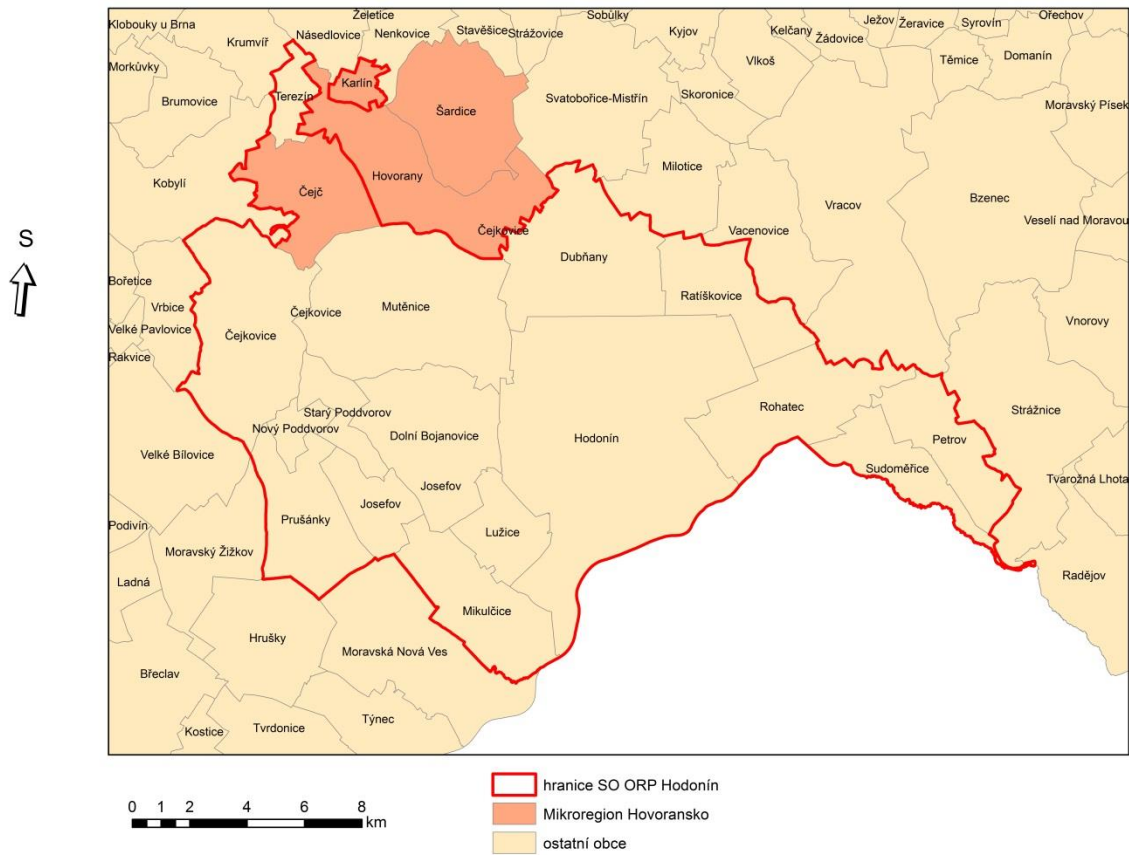 Želetice
Sobůlky
Ořechov
Klobouky u Brna
Násedlovice
Nenkovice
Stavěšice
Strážovice
Kyjov
Kelčany
Ježov
Žeravice
Syrovín
Krumvíř
Žádovice
Vlkoš
Těmice
Domanín
Morkůvky
Karlín
Terezín
Brumovice
Šardice
Svatobořice-Mistřín
Skoronice
Moravský Písek
Milotice
Kobylí
Čejč
Hovorany
Bzenec
Vracov
Veselí nad Moravou
S
Čejkovice
Vacenovice
Dubňany
Bořetice
Ratíškovice
Vrbice
Mutěnice
Čejkovice
Vnorovy
Velké Pavlovice
Čejkovice
Rakvice
Starý Poddvorov
Rohatec
Strážnice
Nový Poddvorov
Dolní Bojanovice
Hodonín
Petrov
Velké Bílovice
Sudoměřice
Tvarožná Lhota
Josefov
Josefov
Podivín
Prušánky
Lužice
Moravský Žižkov
Radějov
Ladná
Mikulčice
Hrušky
Moravská Nová Ves
Břeclav
Týnec
Kostice
Tvrdonice
hranice SO ORP Hodonín
0 1 2 4 6 8
km
Mikroregion Hovoransko
ostatní obce